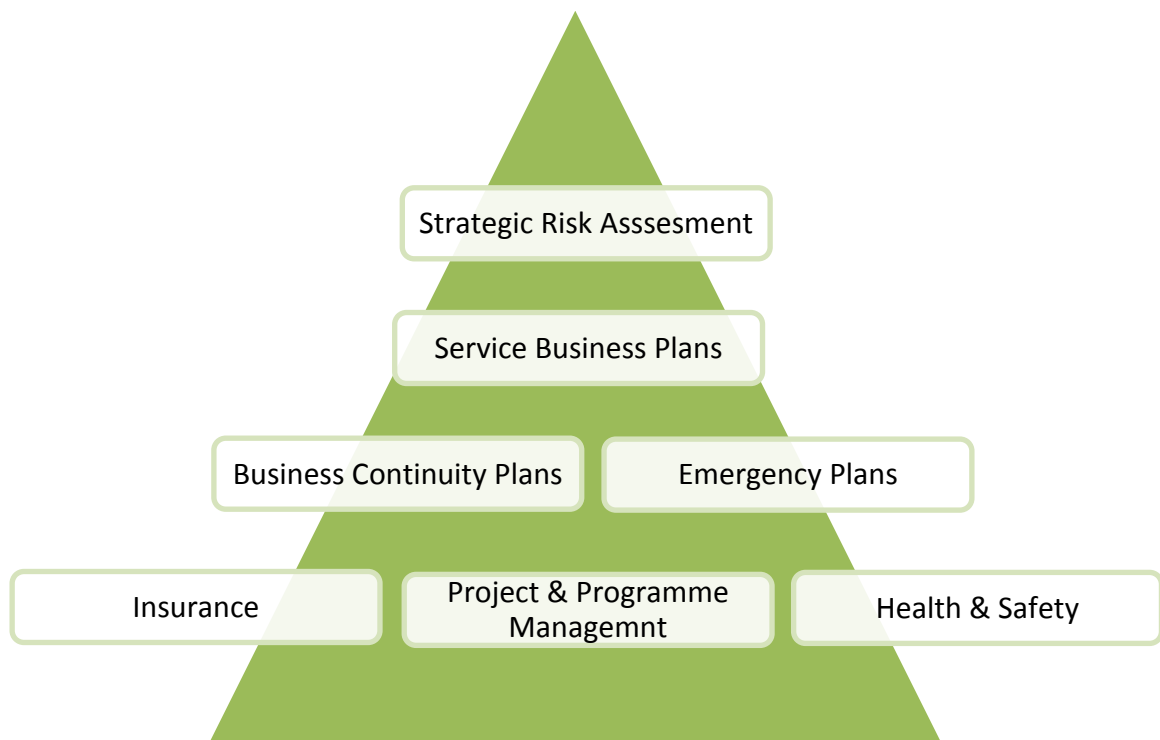 Strategic Risk Asssesment
Service Business Plans
Business Continuity Plans
Emergency Plans
Insurance
Project & Programme
Managemnt
Health & Safety